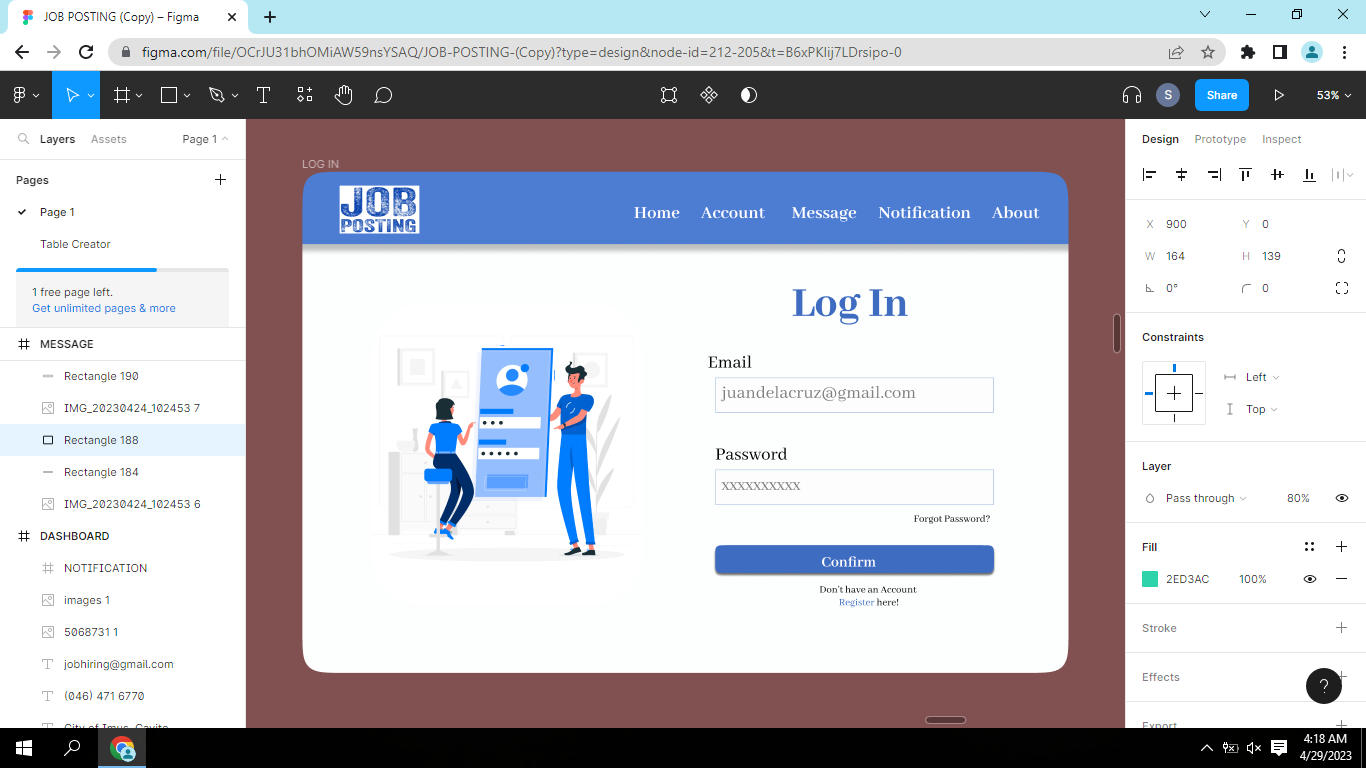 JOB POSTING (Copy) – Figma
figma.com/file/OCrJU31bhOMiAW59nsYSAQ/JOB-POSTING-(Copy)?type=design&node-id=212-205&t=B6xPKlij7LDrsipo-0
S
Share
53%
Layers
Assets
Page 1
Pages
Page 1
Table Creator
1 free page left.
Get unlimited pages & more
MESSAGE
Rectangle 190
IMG_20230424_102453 7
Rectangle 188
Rectangle 184
IMG_20230424_102453 6
DASHBOARD
NOTIFICATION
images 1
5068731 1
jobhiring@gmail.com
(046) 471 6770
City of Imus, Cavite
LOG IN
JOB
POSTING
Home Account Message Notification About
Log In
Email
juandelacruz@gmail.com
Password
xxxxxxxxxx
Forgot Password?
Confirm
Don't have an Account
Register here!
Design
Prototype
Inspect
X 900 Y 0
W 164 H 139
0° 0
Constraints
Left
Top
Layer
Pass through 80%
Fill
2ED3AC 100%
Stroke
Effects
?
Export
4:18 AM
4/29/2023